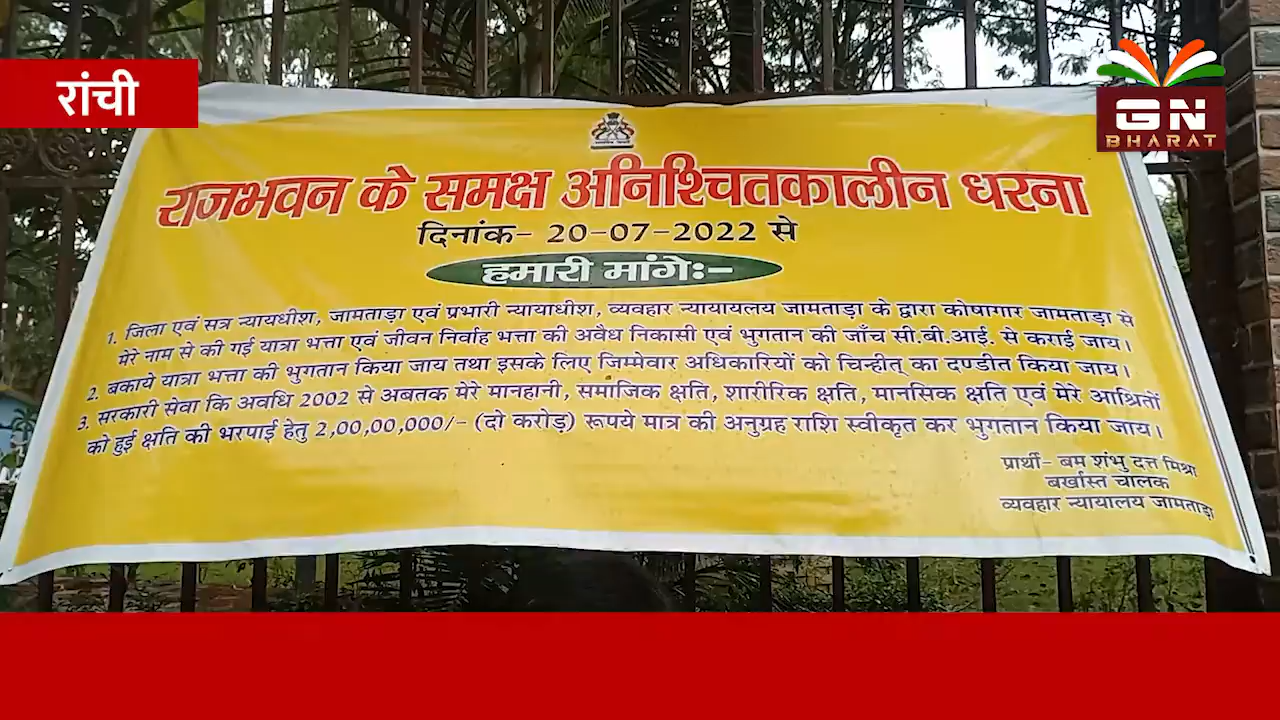 रांची
GN
BHARAT
राजभवन के समक्ष अनिश्चितकालीन धरना
दिनांक- 20-07-2022 से
हमारी मांगेः-
1. जिला एवं सत्र न्यायधीश, जामताड़ा एवं प्रभारी न्यायाधीश, व्यवहार न्यायायलय जामताड़ा के द्वारा कोषागार जामताड़ा से
मेरे नाम से की गई यात्रा भत्ता एवं जीवन निर्वाह भत्ता की अवैध निकासी एवं भुगतान की जाँच सी.बी.आई. से कराई जाय।
2. बकाये यात्रा भत्ता की भुगतान किया जाय तथा इसके लिए जिम्मेवार अधिकारियों को चिन्हीत् का दण्डीत किया जाय।
3. सरकारी सेवा कि अवधि 2002 से अबतक मेरे मानहानी, समाजिक क्षति, शारीरिक क्षति, मानसिक क्षति एवं मेरे आश्रितों
को हुई क्षति की भरपाई हेतु 2,00,00,000/- (दो करोड़) रूपये मात्र की अनुग्रह राशि स्वीकृत कर भुगतान किया जाय।
प्रार्थी- बम शंभु दत्त मिश्रा
बर्खास्त चालक
व्यवहार न्यायालय जामताड़ा